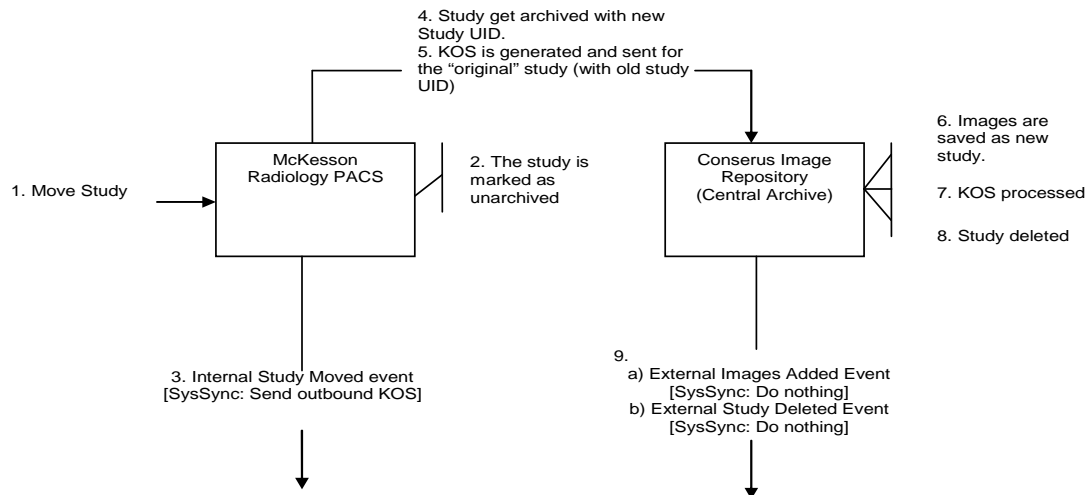 4. Study get archived with new
Study UID.
5. KOS is generated and sent for
the “original” study (with old study
UID)
1. Move Study
McKesson
Radiology PACS
2. The study is
marked as
unarchived
Conserus Image
Repository
(Central Archive)
6. Images are
saved as new
study.
7. KOS processed
8. Study deleted
3. Internal Study Moved event
[SysSync: Send outbound KOS]
9.
a) External Images Added Event
[SysSync: Do nothing]
b) External Study Deleted Event
[SysSync: Do nothing]